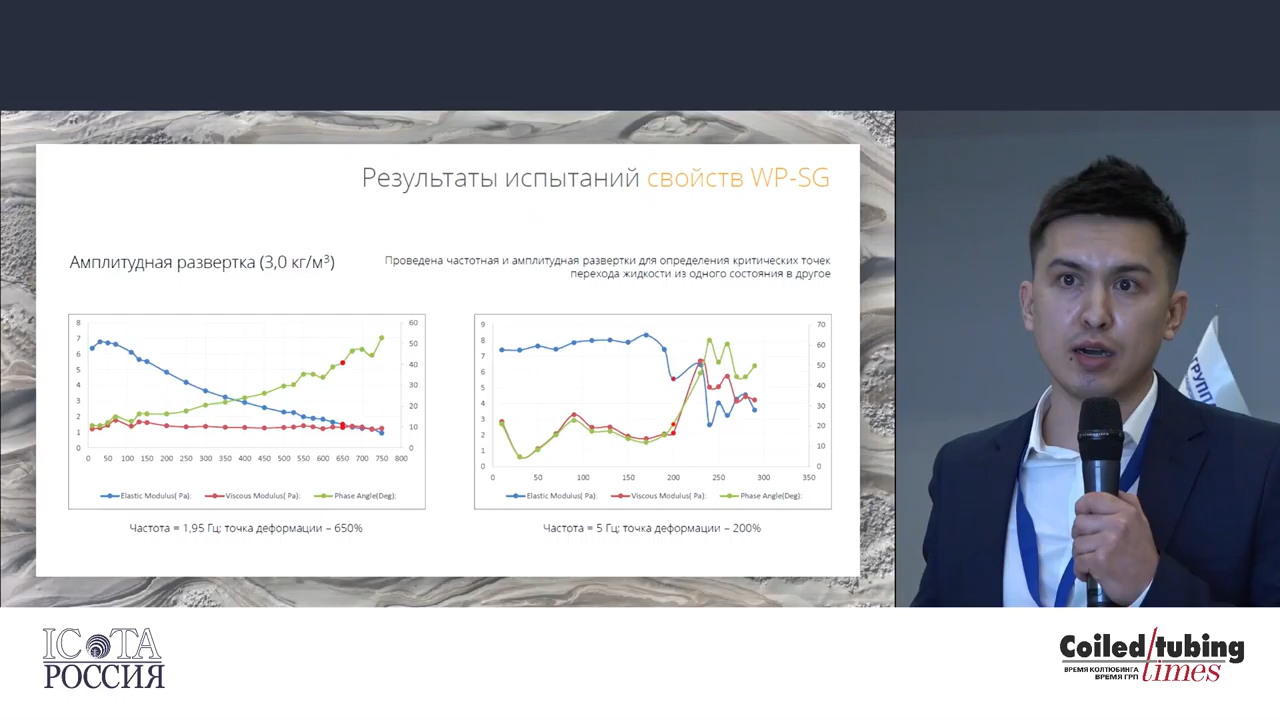 Результаты испытаний свойств WP-SG
Амплитудная развертка (3,0 кг/м³)
Проведена частотная и амплитудная развертки для определения критических точек
перехода жидкости из одного состояния в другое
8
7
6
5
4
3
2
1
0
60
50
40
30
20
10
0
0 50 100 150 200 250 300 350 400 450 500 550 600 650 700 750 800
Elastic Modulus( Pa): Viscous Modulus( Pa): Phase Angle(Deg):
Частота = 1,95 Гц; точка деформации – 650%
9
8
7
6
5
4
3
2
1
0
70
60
50
40
30
20
10
0
0 50 100 150 200 250 300 350
Elastic Modulus( Pa): Viscous Modulus( Pa): Phase Angle(Deg):
Частота = 5 Гц; точка деформации – 200%
ГРУППА
ICoTA
РОССИЯ
Coiled/tubing
times
ВРЕМЯ КОЛТЮБИНГА
ВРЕМЯ ГРП